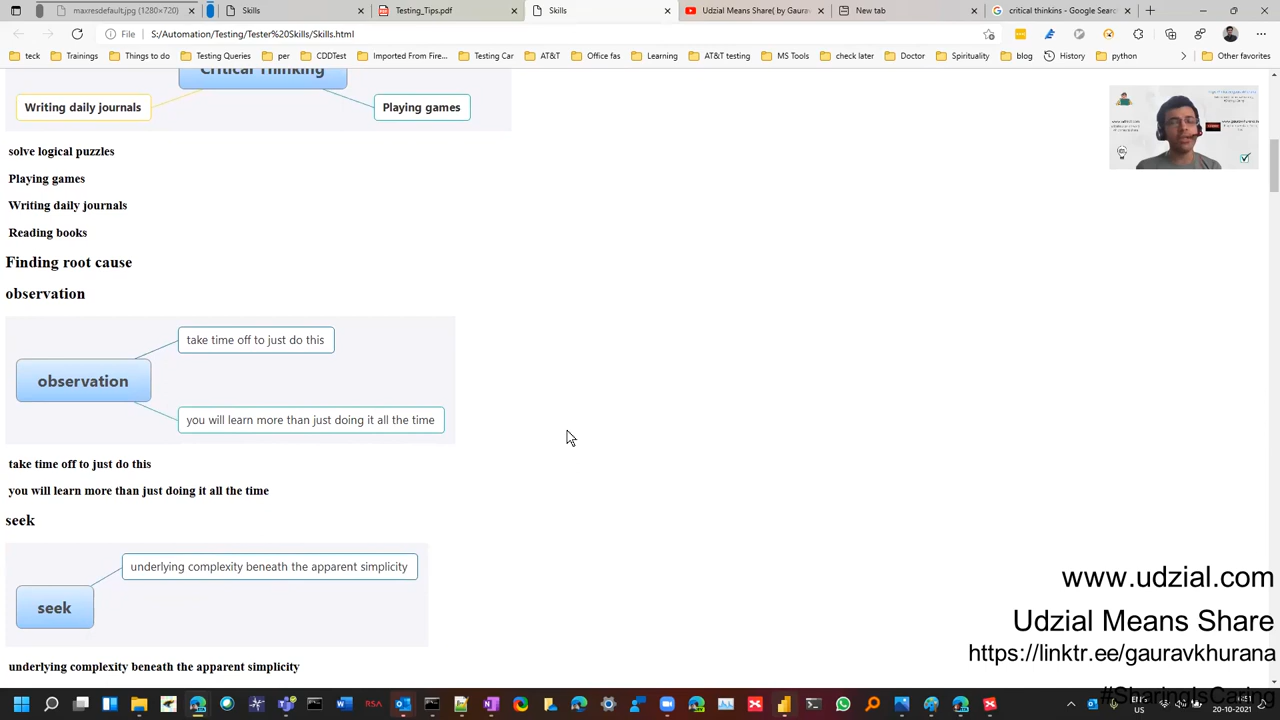 maxresdefault.jpg (1280×720)
Skills
Testing_Tips.pdf
Skills
Udzial Means Share( by Gaurav
New tab
critical thinkins - Google Searc
File
S:/Automation/Testing/Tester%20Skills/Skills.html
teck
Trainings
Things to do
Testing Queries
per
CDDTest
Imported From Fire...
Testing Car
AT&T
Office fas
Learning
AT&T testing
MS Tools
check later
Doctor
Spirituality
blog
History
python
Other favorites
Critical Thinking
Writing daily journals
Playing games
solve logical puzzles
Playing games
Writing daily journals
Reading books
Finding root cause
observation
take time off to just do this
observation
you will learn more than just doing it all the time
take time off to just do this
you will learn more than just doing it all the time
seek
underlying complexity beneath the apparent simplicity
seek
underlying complexity beneath the apparent simplicity
www.udzial.com
Udzial Means Share
https://linktr.ee/gauravkhurana
#SharingIsCaring
RSA
ENG
US
20-10-2021